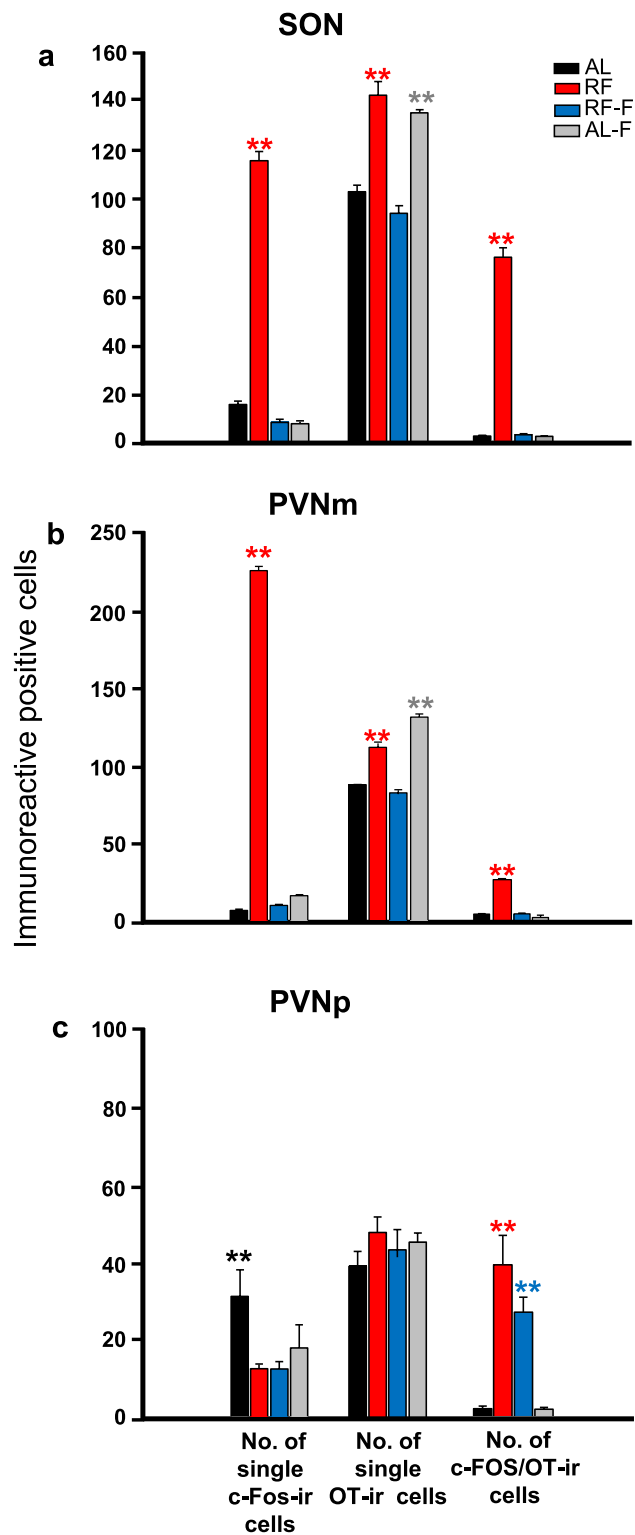 SON
a
AL
RF
RF-F
AL-F
160
140
120
100
80
60
40
20
0
**
**
**
**
PVNm
b
250
200
150
100
50
0
**
**
**
**
Immunoreactive positive cells
PVNp
c
100
80
60
40
20
0
**
**
**
No. of
single
c-Fos-ir
cells
No. of
single
OT-ir cells
No. of
c-FOS/OT-ir
cells